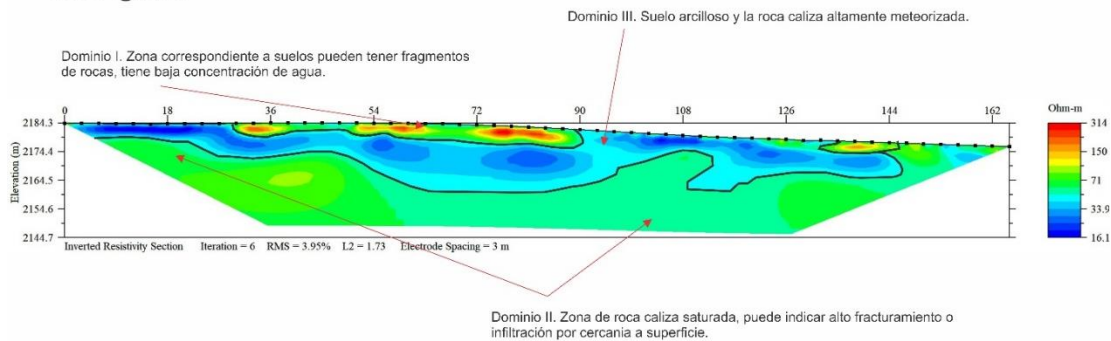 Dominio III. Suelo arcilloso y la roca caliza altamente meteorizada.
Dominio I. Zona correspondiente a suelos pueden tener fragmentos
de rocas, tiene baja concentración de agua.
0 18 36 54 72 90 108 126 144 162
Ohm-m
Elevation (m)
2184.3
2174.4
2165.5
2154.6
2144.7
314
150
71
33.9
16.1
Inverted Resistivity Section Iteration = 6 RMS = 3.95% L2 = 1.73 Electrode Spacing = 3 m
Dominio II. Zona de roca caliza saturada, puede indicar alto fracturamiento o
infiltración por cercania a superficie.